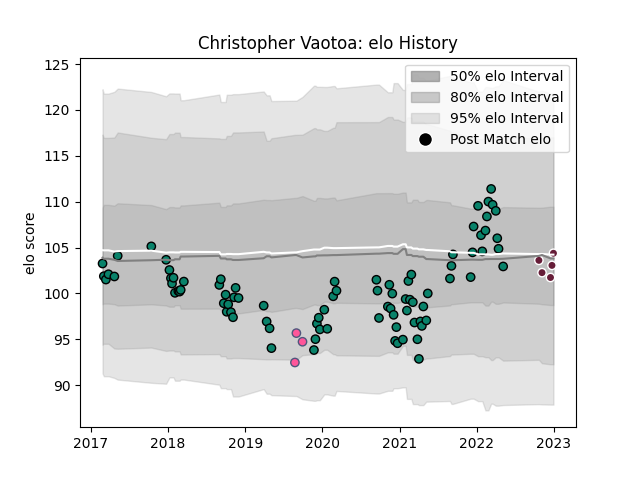 Christopher Vaotoa: elo History
50% elo Interval
80% elo Interval
95% elo Interval
Post Match elo
elo score
125
120
115
110
105
100
95
90
2017 2018 2019 2020 2021 2022 2023